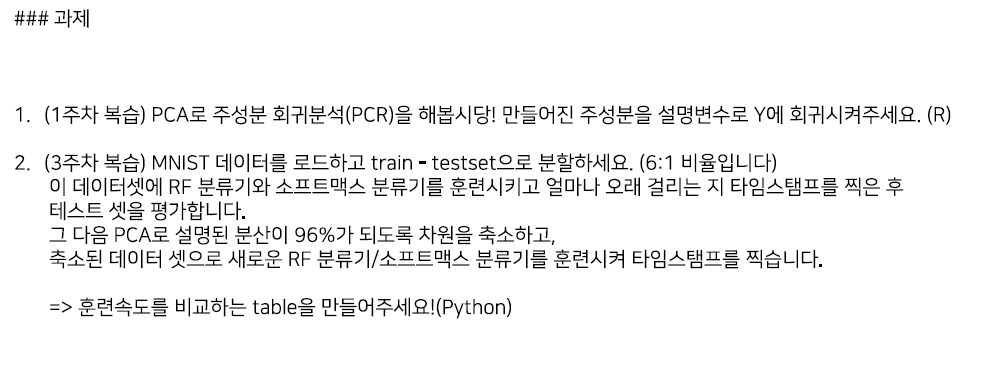 ### 과제
1. (1주차 복습) PCA로 주성분 회귀분석(PCR)을 해봅시당! 만들어진 주성분을 설명변수로 Y에 회귀시켜주세요. (R)
2. (3주차 복습) MNIST 데이터를 로드하고 train - testset으로 분할하세요. (6:1 비율입니다)
이 데이터셋에 RF 분류기와 소프트맥스 분류기를 훈련시키고 얼마나 오래 걸리는 지 타임스탬프를 찍은 후
테스트 셋을 평가합니다.
그 다음 PCA로 설명된 분산이 96%가 되도록 차원을 축소하고,
축소된 데이터 셋으로 새로운 RF 분류기/소프트맥스 분류기를 훈련시켜 타임스탬프를 찍습니다.
=> 훈련속도를 비교하는 table을 만들어주세요!(Python)